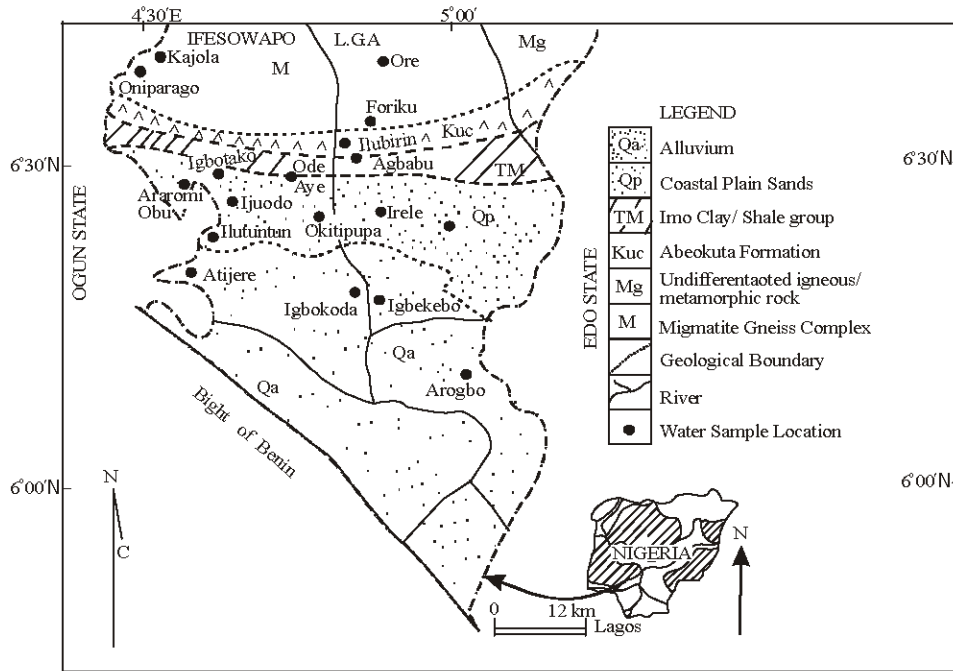 4°30'E
5°00'
IFESOWAPO
L.GA
Mg
Kajola
M
Ore
Oniparago
Foriku
Kuc
Ilubirin
6°30'
Igbotako
Ode
Aye
Agbabu
TM
6°30'N
Araromi
Obu
Ijuodo
Irele
Qp
Ilufuntun
Okitipupa
OGUN STATE
Atijere
Igbokoda
Igbekebo
EDO STATE
Qa
Qa
Arogbo
Bight of Benin
6°00'N
6°00'N
LEGEND
Qa Alluvium
Qp Coastal Plain Sands
TM Imo Clay/ Shale group
Kuc Abeokuta Formation
Mg Undifferentaoted igneous/
metamorphic rock
M Migmatite Gneiss Complex
Geological Boundary
River
Water Sample Location
N
C
NIGERIA
N
0 12 km
Lagos